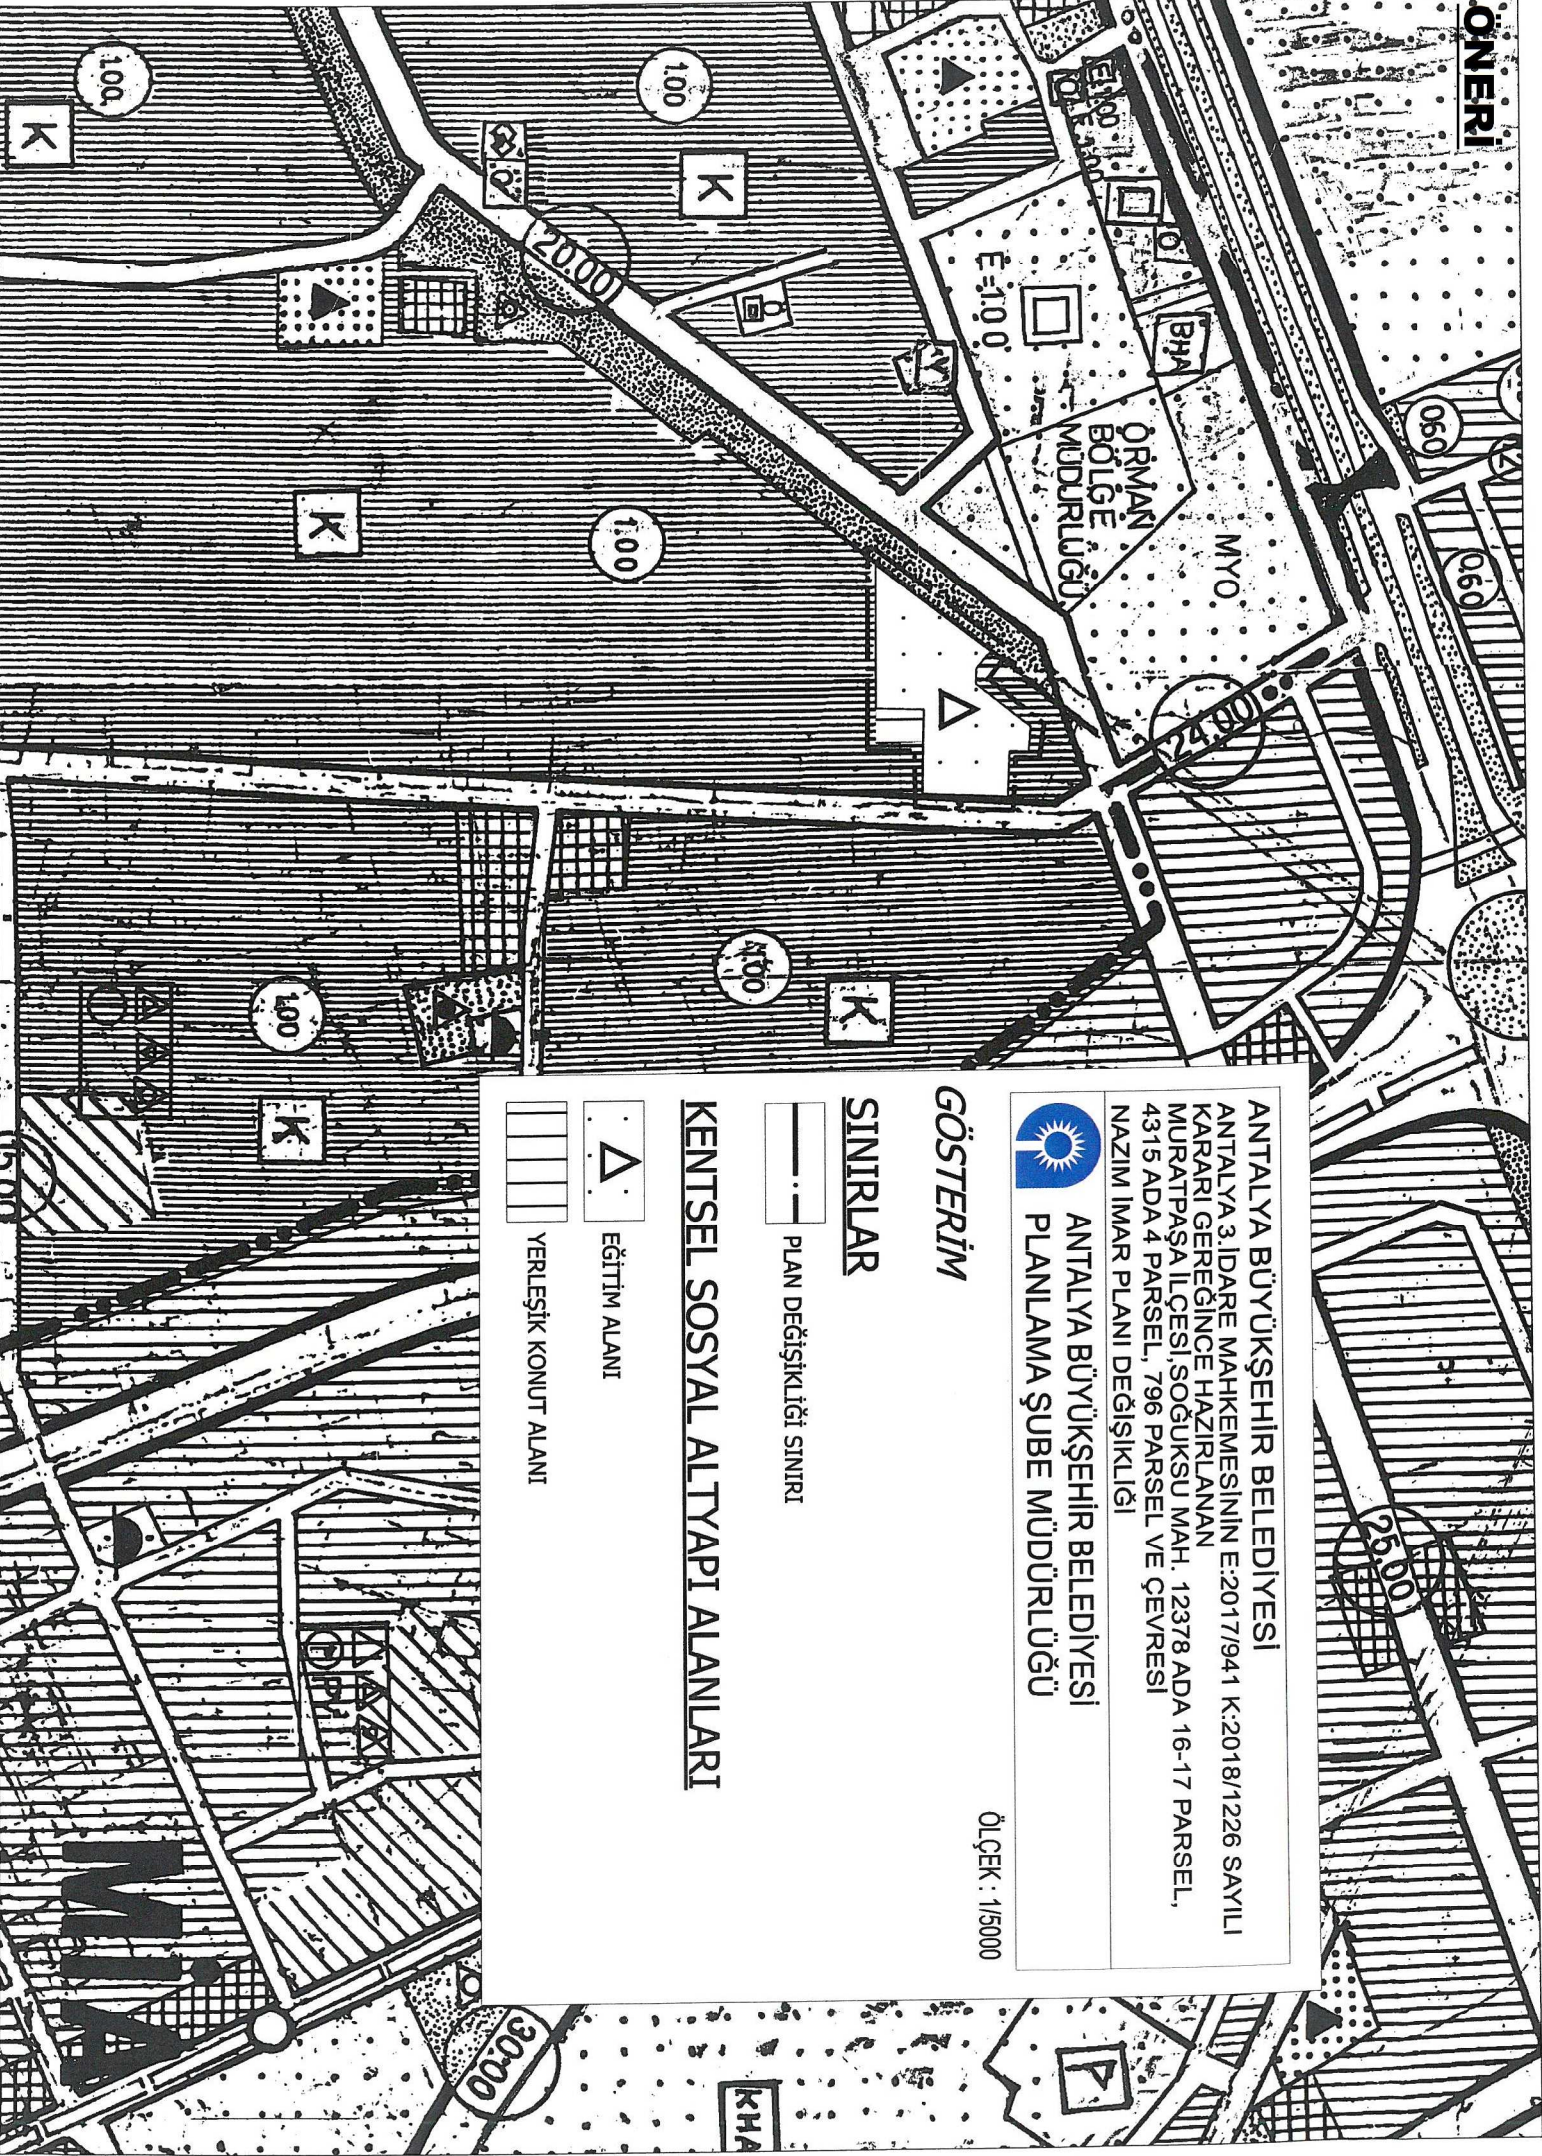 ÖNERİ
ANTALYA BÜYÜKŞEHİR BELEDİYESİ
ANTALYA 3.İDARE MAHKEMESİNİN E:2017/941 K:2018/1226 SAYILI
KARARI GEREĞİNCE HAZIRLANAN
MURATPAŞA İLÇESİ,SOĞUKSU MAH. 12378 ADA 16-17 PARSEL,
4315 ADA 4 PARSEL, 796 PARSEL VE ÇEVRESİ
NAZIM İMAR PLANI DEĞİŞİKLİĞİ
ANTALYA BÜYÜKŞEHİR BELEDİYESİ
PLANLAMA ŞUBE MÜDÜRLÜĞÜ
ÖLÇEK : 1/5000
GÖSTERİM
SINIRLAR
PLAN DEĞİŞİKLİĞİ SINIRI
KENTSEL SOSYAL ALTYAPI ALANLARI
EĞİTİM ALANI
YERLEŞİK KONUT ALANI
060
060
25.00
24.00
MYO
BHA
ORMAN
BÖLGE
MÜDÜRLÜĞÜ
E=1.00
P
KHA
K
1.00
K
1.00
20.00
K
1.00
K
1.00
K
1.00
30.00
MİA